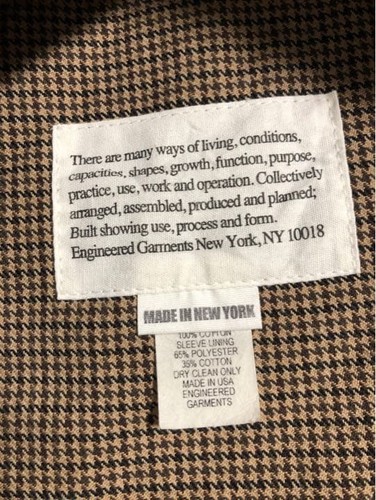 There are many ways of living, conditions,
capacities, shapes, growth, function, purpose,
practice, use, work and operation. Collectively
arranged, assembled, produced and planned;
Built showing use, process and form.
Engineered Garments New York, NY 10018
MADE IN NEW YORK
100% COTTON
SLEEVE LINING
65% POLYESTER
35% COTTON
DRY CLEAN ONLY
MADE IN USA
ENGINEERED
GARMENTS